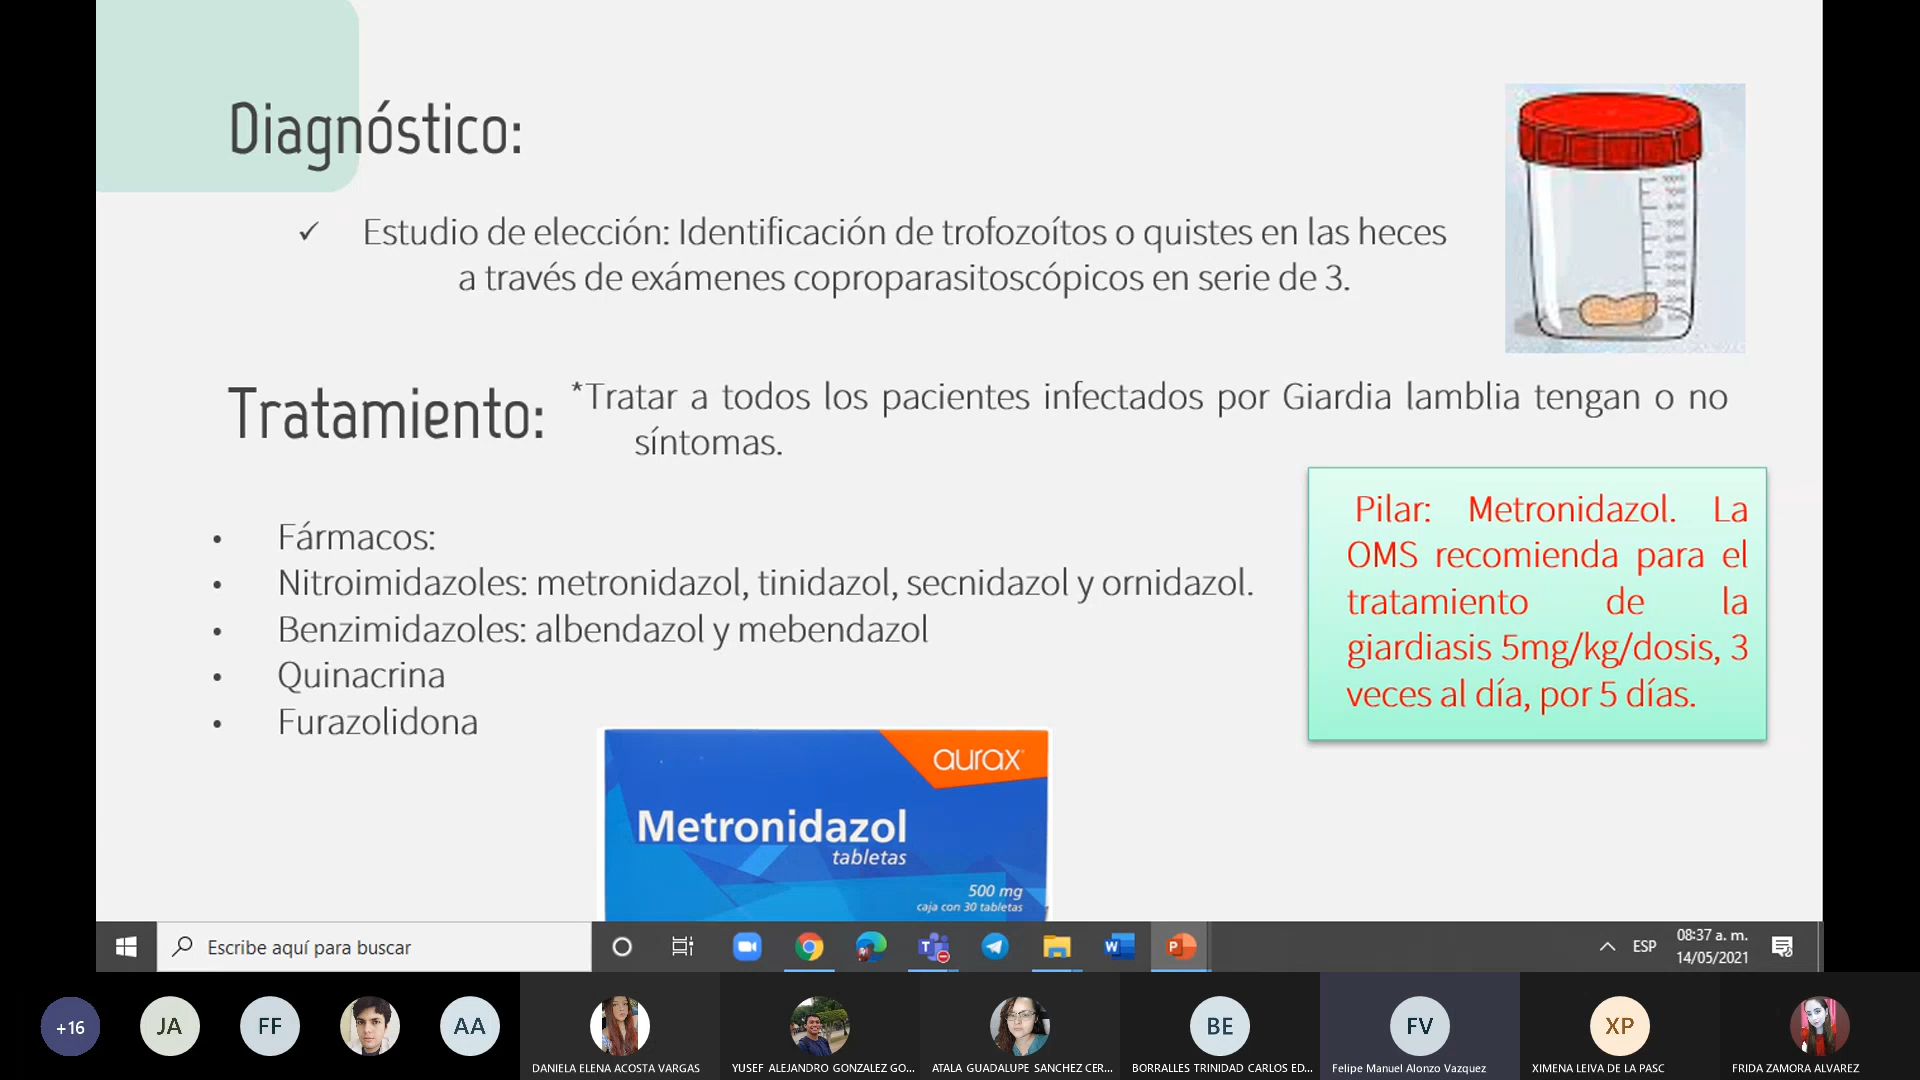 Diagnóstico:
✓ Estudio de elección: Identificación de trofozoítos o quistes en las heces
a través de exámenes coproparasitoscópicos en serie de 3.
Tratamiento:
*Tratar a todos los pacientes infectados por Giardia lamblia tengan o no
síntomas.
• Fármacos:
• Nitroimidazoles: metronidazol, tinidazol, secnidazol y ornidazol.
• Benzimidazoles: albendazol y mebendazol
• Quinacrina
• Furazolidona
Pilar: Metronidazol. La
OMS recomienda para el
tratamiento de la
giardiasis 5mg/kg/dosis, 3
veces al día, por 5 días.
aurax
Metronidazol
tabletas
500 mg
caja con 30 tabletas
Escribe aquí para buscar
ESP
08:37 a. m.
14/05/2021
+16
JA
FF
AA
BE
FV
XP
DANIELA ELENA ACOSTA VARGAS
YUSEF ALEJANDRO GONZALEZ GO...
ATALA GUADALUPE SANCHEZ CER...
BORRALLES TRINIDAD CARLOS ED...
Felipe Manuel Alonzo Vazquez
XIMENA LEIVA DE LA PASC
FRIDA ZAMORA ALVAREZ